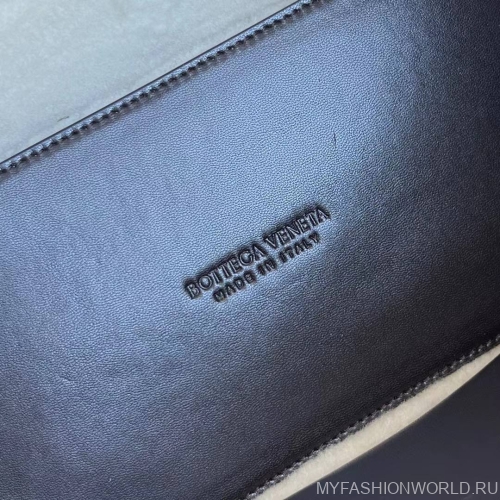 BOTTEGA VENETA
MADE IN ITALY
MYFASHIONWORLD.RU